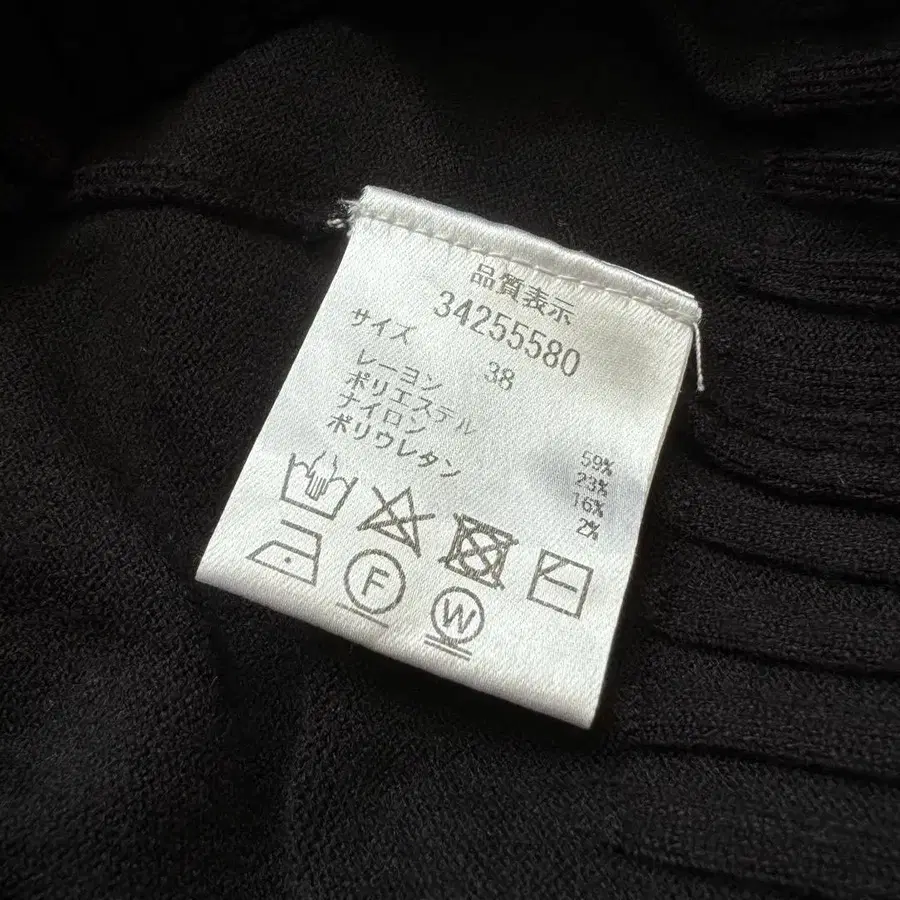 品質表示
34255580
サイズ 38
レーヨン 59%
ポリエステル 23%
ナイロン 16%
ポリウレタン 2%
F
W